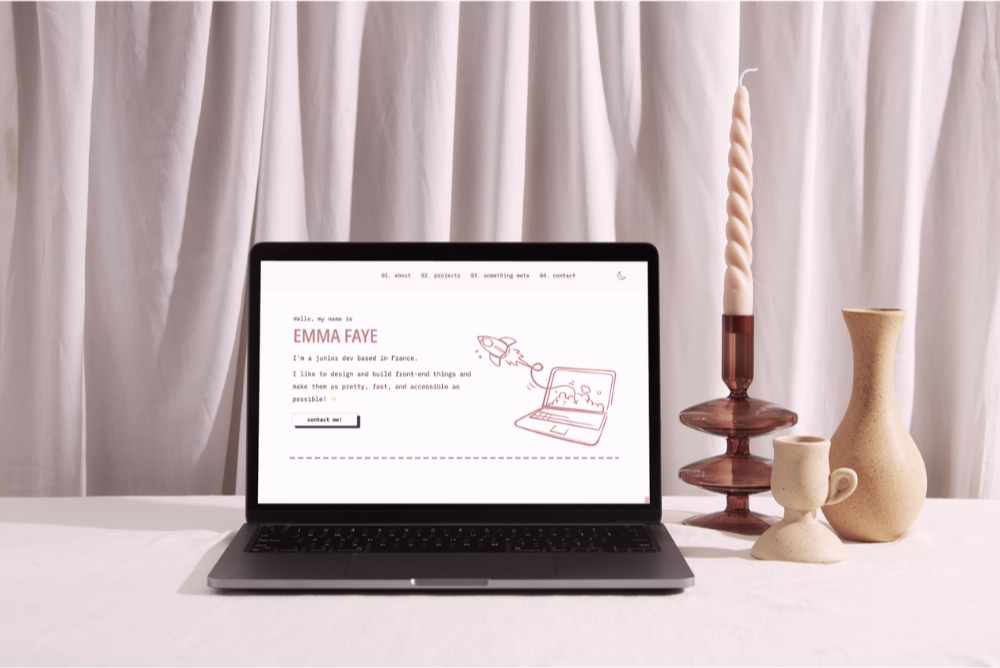 01. about 02. projects 03. something meta 04. contact
Hello, my name is
EMMA FAYE
I'm a junior dev based in France.
I like to design and build front-end things and
make them as pretty, fast, and accessible as
possible! ✨
contact me!